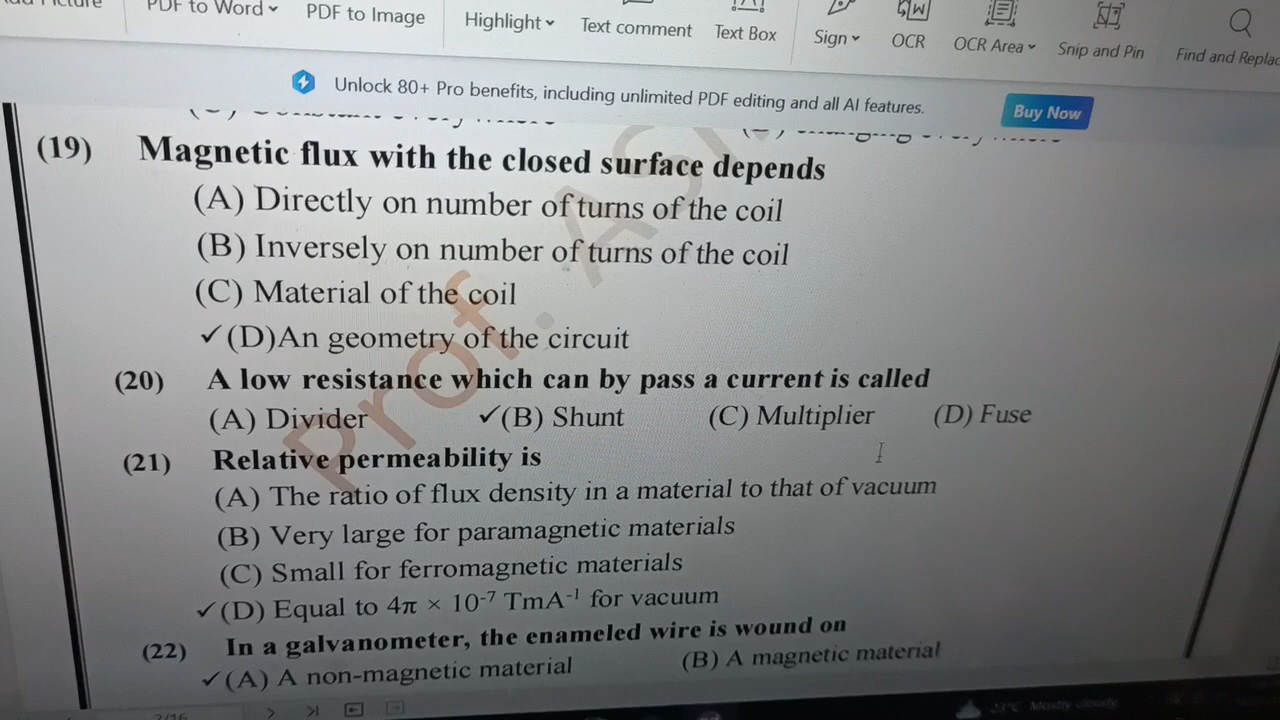 PDF to Word
PDF to Image
Highlight
Text comment
Text Box
Sign
OCR
OCR Area
Snip and Pin
Find and Replac
Unlock 80+ Pro benefits, including unlimited PDF editing and all AI features.
Buy Now
(19) Magnetic flux with the closed surface depends
(A) Directly on number of turns of the coil
(B) Inversely on number of turns of the coil
(C) Material of the coil
✓(D)An geometry of the circuit
(20) A low resistance which can by pass a current is called
(A) Divider ✓(B) Shunt (C) Multiplier (D) Fuse
(21) Relative permeability is
(A) The ratio of flux density in a material to that of vacuum
(B) Very large for paramagnetic materials
(C) Small for ferromagnetic materials
✓(D) Equal to 4π × 10⁻⁷ TmA⁻¹ for vacuum
(22) In a galvanometer, the enameled wire is wound on
✓(A) A non-magnetic material (B) A magnetic material
Prof.
23°C Mostly cloudy